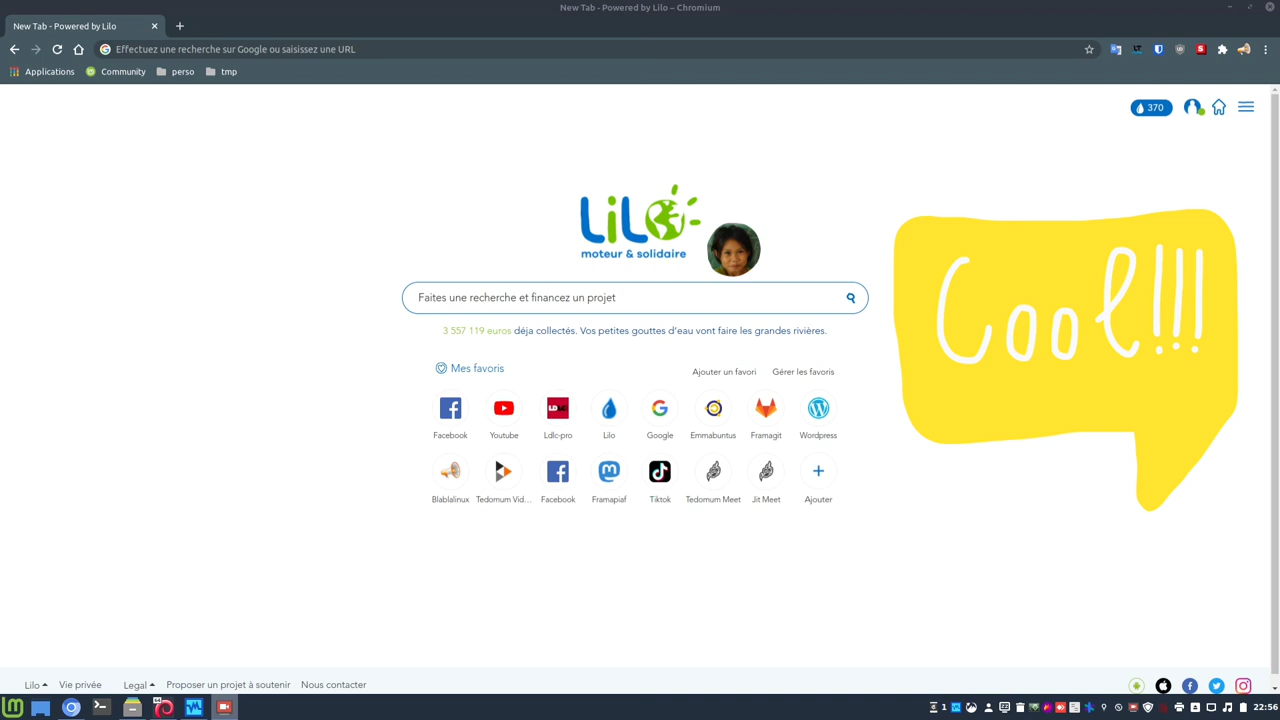 New Tab - Powered by Lilo – Chromium
New Tab - Powered by Lilo
Effectuez une recherche sur Google ou saisissez une URL
Applications
Community
perso
tmp
370
LiLo
moteur & solidaire
Cool!!!
Faites une recherche et financez un projet
3 557 119 euros déja collectés. Vos petites gouttes d'eau vont faire les grandes rivières.
Mes favoris
Ajouter un favori
Gérer les favoris
Facebook
Youtube
Ldlc-pro
Lilo
Google
Emmabuntus
Framagit
Wordpress
Blablalinux
Tedomum Vid...
Facebook
Framapiaf
Tiktok
Tedomum Meet
Jit Meet
Ajouter
Lilo
Vie privée
Legal
Proposer un projet à soutenir
Nous contacter
1
22:56